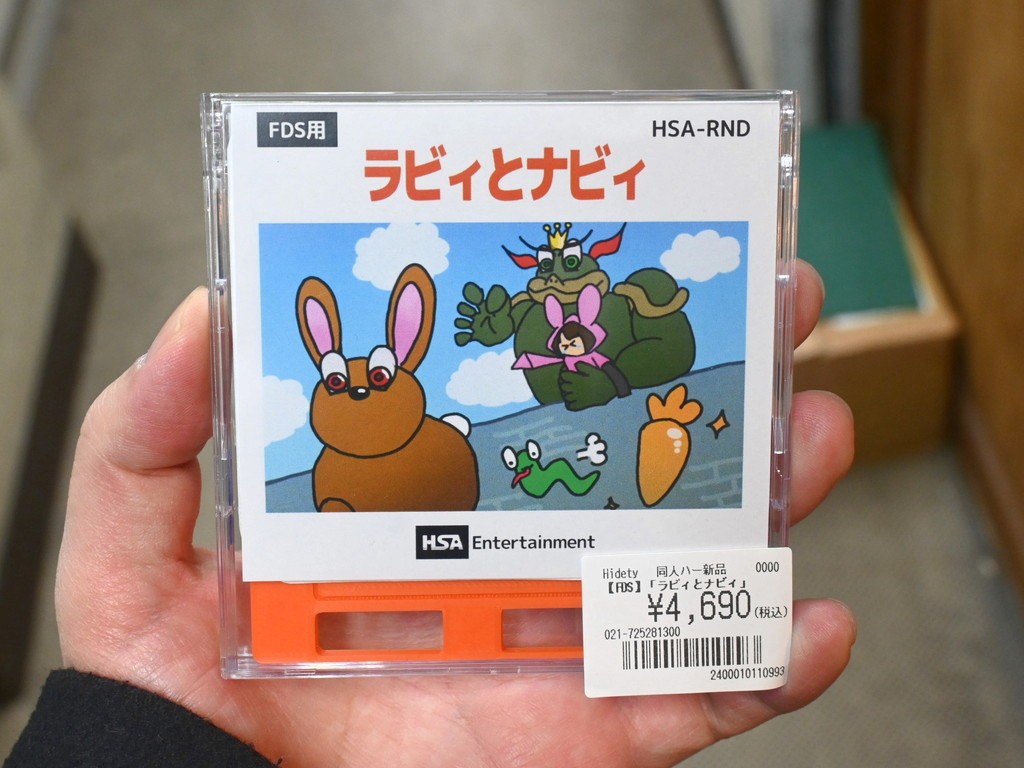 FDS用
HSA-RND
ラビィとナビィ
HSA Entertainment
Hidety 同人ハー新品 0000
【FDS】「ラビィとナビィ」
¥4,690(税込)
021-725281300
2400010110993